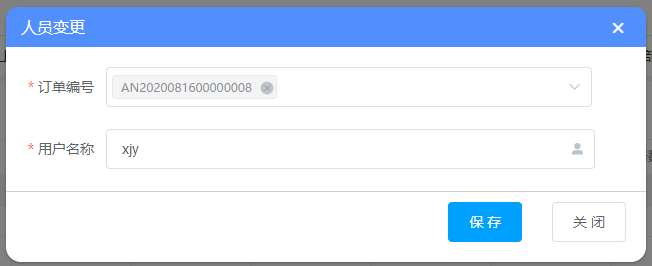 人员变更
* 订单编号
AN2020081600000008
* 用户名称
xjy
保 存
关 闭